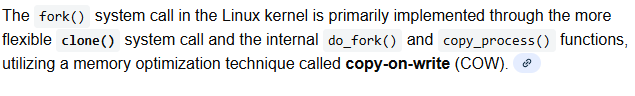 The fork() system call in the Linux kernel is primarily implemented through the more
flexible clone() system call and the internal do_fork() and copy_process() functions,
utilizing a memory optimization technique called copy-on-write (COW).